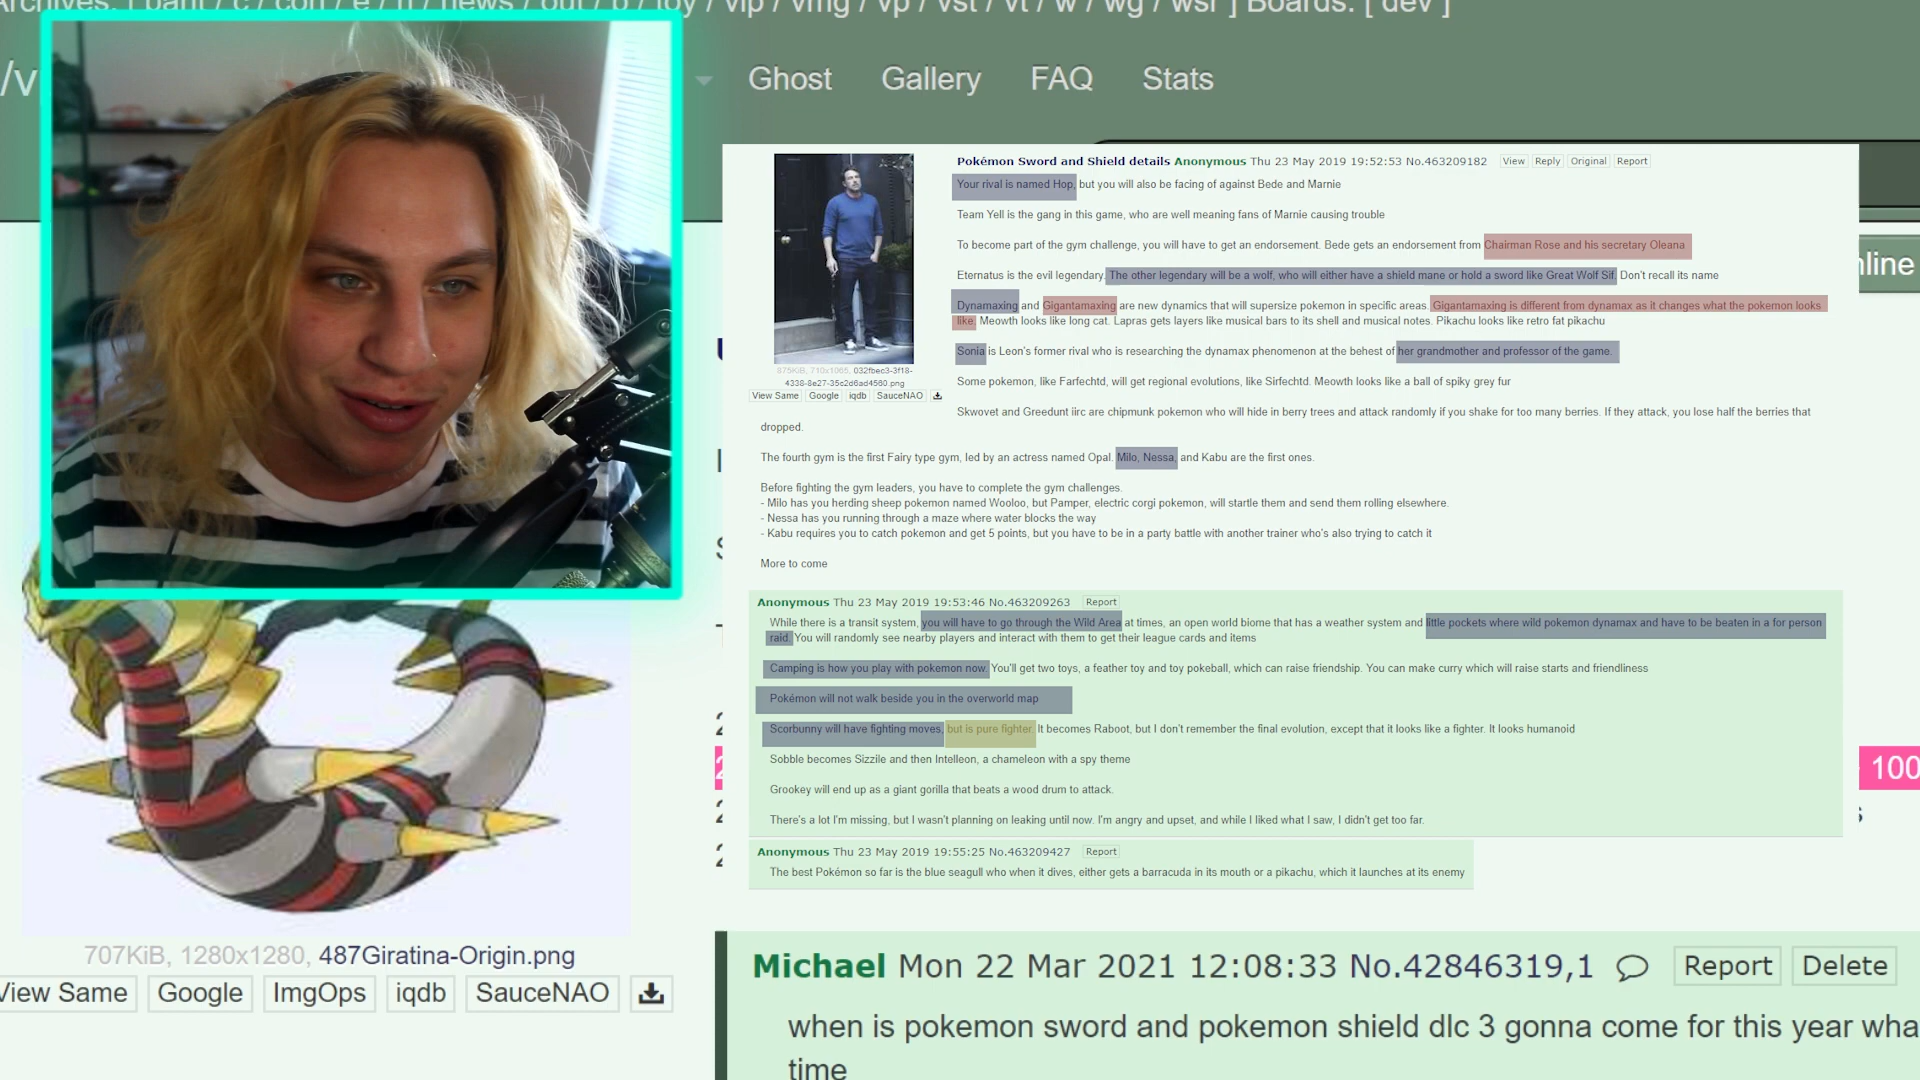 Archives: [ pant / c / con / e / n / news / out / p / toy / vip / vmg / vp / vst / vt / w / wg / wsr ] Boards: [ dev ]
/v
Ghost Gallery FAQ Stats
Pokémon Sword and Shield details Anonymous Thu 23 May 2019 19:52:53 No.463209182 View Reply Original Report
Your rival is named Hop, but you will also be facing of against Bede and Marnie
Team Yell is the gang in this game, who are well meaning fans of Marnie causing trouble
To become part of the gym challenge, you will have to get an endorsement. Bede gets an endorsement from Chairman Rose and his secretary Oleana
nline
Eternatus is the evil legendary. The other legendary will be a wolf, who will either have a shield mane or hold a sword like Great Wolf Sif. Don't recall its name
Dynamaxing and Gigantamaxing are new dynamics that will supersize pokemon in specific areas. Gigantamaxing is different from dynamax as it changes what the pokemon looks
like. Meowth looks like long cat. Lapras gets layers like musical bars to its shell and musical notes. Pikachu looks like retro fat pikachu
Sonia is Leon's former rival who is researching the dynamax phenomenon at the behest of her grandmother and professor of the game.
975KiB, 710x1065, 032fbec3-3f18-
4338-8e27-35c2d6ad4560.png
View Same Google iqdb SauceNAO
Some pokemon, like Farfechtd, will get regional evolutions, like Sirfechtd. Meowth looks like a ball of spiky grey fur
Skwovet and Greedunt iirc are chipmunk pokemon who will hide in berry trees and attack randomly if you shake for too many berries. If they attack, you lose half the berries that
dropped.
The fourth gym is the first Fairy type gym, led by an actress named Opal. Milo, Nessa, and Kabu are the first ones.
Before fighting the gym leaders, you have to complete the gym challenges.
- Milo has you herding sheep pokemon named Wooloo, but Pamper, electric corgi pokemon, will startle them and send them rolling elsewhere.
- Nessa has you running through a maze where water blocks the way
- Kabu requires you to catch pokemon and get 5 points, but you have to be in a party battle with another trainer who's also trying to catch it
More to come
Anonymous Thu 23 May 2019 19:53:46 No.463209263 Report
While there is a transit system, you will have to go through the Wild Area at times, an open world biome that has a weather system and little pockets where wild pokemon dynamax and have to be beaten in a for person
raid. You will randomly see nearby players and interact with them to get their league cards and items
Camping is how you play with pokemon now. You'll get two toys, a feather toy and toy pokeball, which can raise friendship. You can make curry which will raise starts and friendliness
Pokémon will not walk beside you in the overworld map
Scorbunny will have fighting moves, but is pure fighter. It becomes Raboot, but I don't remember the final evolution, except that it looks like a fighter. It looks humanoid
Sobble becomes Sizzile and then Intelleon, a chameleon with a spy theme
100
Grookey will end up as a giant gorilla that beats a wood drum to attack.
There's a lot I'm missing, but I wasn't planning on leaking until now. I'm angry and upset, and while I liked what I saw, I didn't get too far.
Anonymous Thu 23 May 2019 19:55:25 No.463209427 Report
The best Pokémon so far is the blue seagull who when it dives, either gets a barracuda in its mouth or a pikachu, which it launches at its enemy
707KiB, 1280x1280, 487Giratina-Origin.png
View Same Google ImgOps iqdb SauceNAO
Michael Mon 22 Mar 2021 12:08:33 No.42846319,1 Report Delete
when is pokemon sword and pokemon shield dlc 3 gonna come for this year wha
time